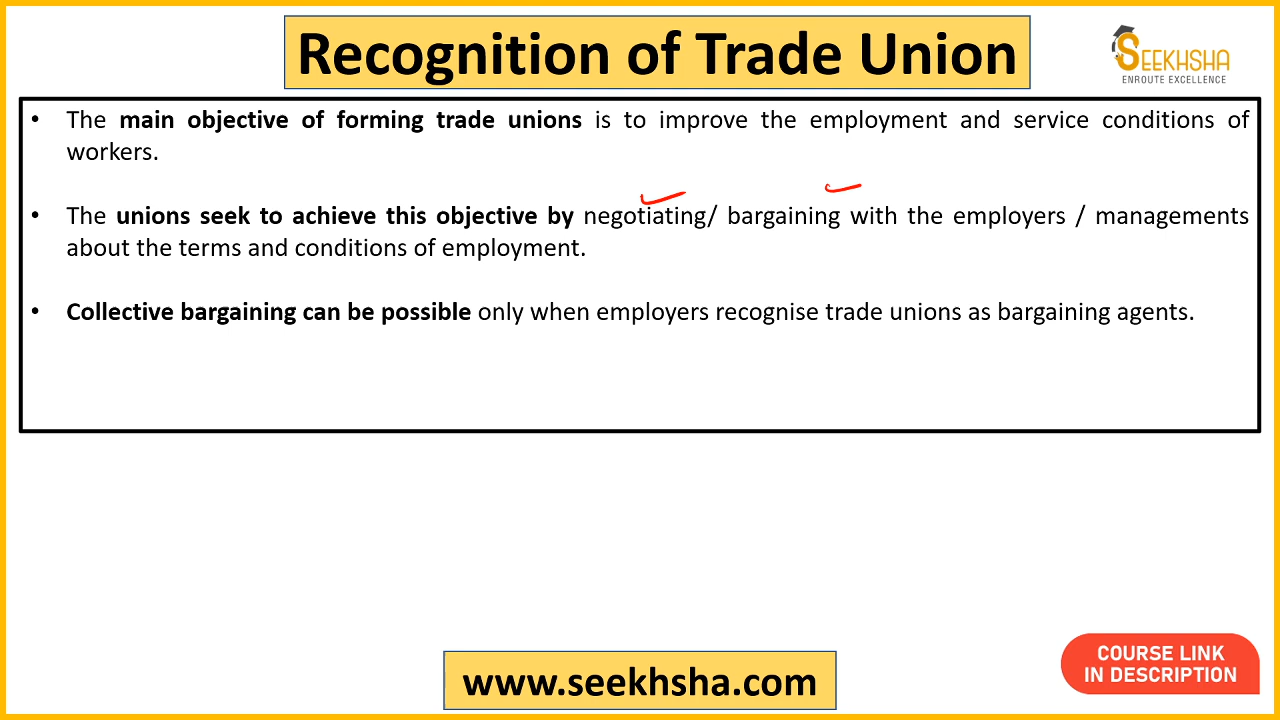 Recognition of Trade Union
SEEKHSHA
ENROUTE EXCELLENCE
• The main objective of forming trade unions is to improve the employment and service conditions of
workers.
• The unions seek to achieve this objective by negotiating/ bargaining with the employers / managements
about the terms and conditions of employment.
• Collective bargaining can be possible only when employers recognise trade unions as bargaining agents.
COURSE LINK
IN DESCRIPTION
www.seekhsha.com